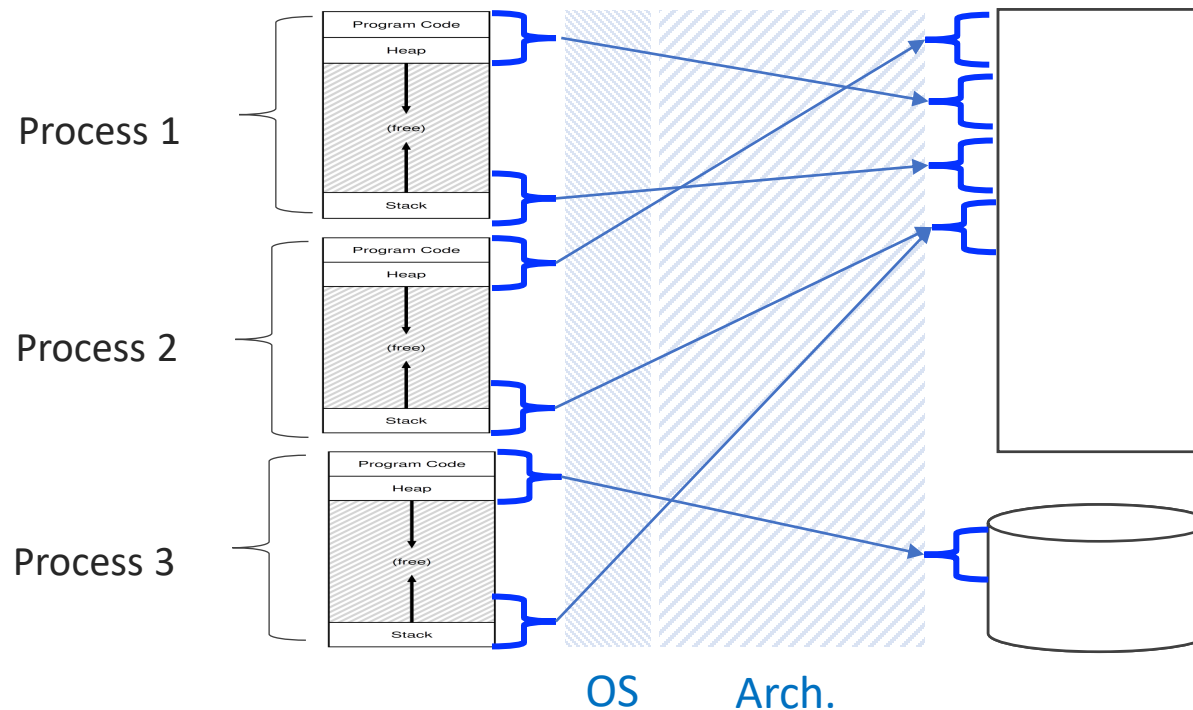 Process 1
Program Code
Heap
(free)
Stack
Process 2
Program Code
Heap
(free)
Stack
Process 3
Program Code
Heap
(free)
Stack
OS
Arch.